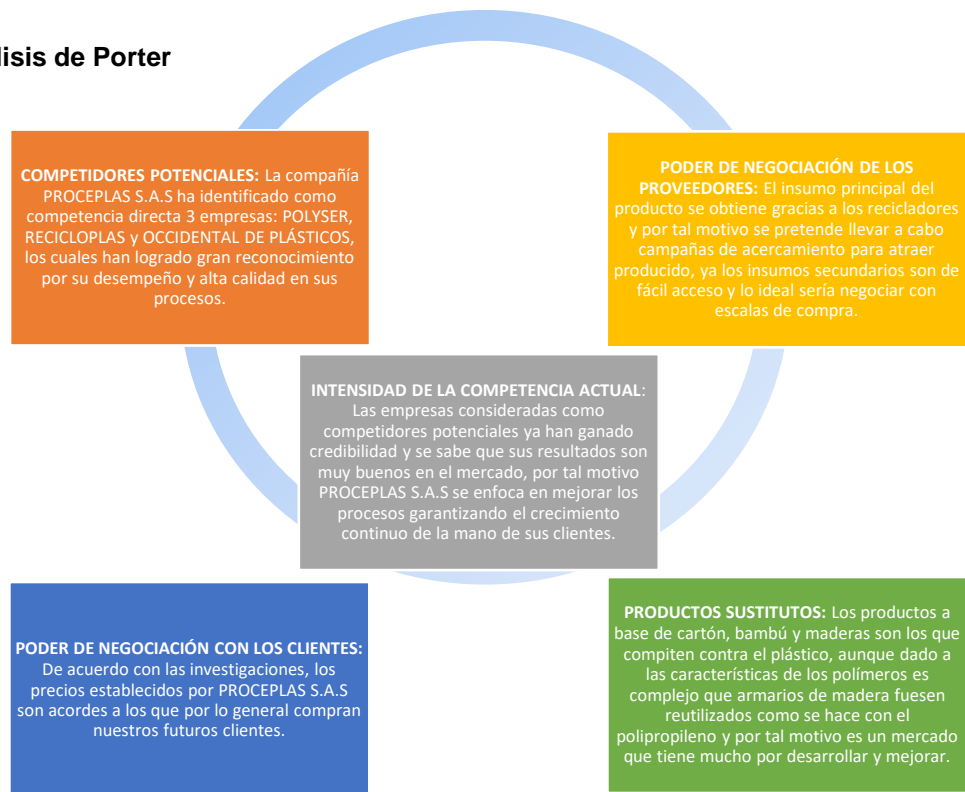 lisis de Porter
COMPETIDORES POTENCIALES: La compañía
PROCEPLAS S.A.S ha identificado como
competencia directa 3 empresas: POLYSER,
RECICLOPLAS y OCCIDENTAL DE PLÁSTICOS,
los cuales han logrado gran reconocimiento
por su desempeño y alta calidad en sus
procesos.
PODER DE NEGOCIACIÓN DE LOS
PROVEEDORES: El insumo principal del
producto se obtiene gracias a los recicladores
y por tal motivo se pretende llevar a cabo
campañas de acercamiento para atraer
producido, ya los insumos secundarios son de
fácil acceso y lo ideal sería negociar con
escalas de compra.
INTENSIDAD DE LA COMPETENCIA ACTUAL:
Las empresas consideradas como
competidores potenciales ya han ganado
credibilidad y se sabe que sus resultados son
muy buenos en el mercado, por tal motivo
PROCEPLAS S.A.S se enfoca en mejorar los
procesos garantizando el crecimiento
continuo de la mano de sus clientes.
PODER DE NEGOCIACIÓN CON LOS CLIENTES:
De acuerdo con las investigaciones, los
precios establecidos por PROCEPLAS S.A.S
son acordes a los que por lo general compran
nuestros futuros clientes.
PRODUCTOS SUSTITUTOS: Los productos a
base de cartón, bambú y maderas son los que
compiten contra el plástico, aunque dado a
las características de los polímeros es
complejo que armarios de madera fuesen
reutilizados como se hace con el
polipropileno y por tal motivo es un mercado
que tiene mucho por desarrollar y mejorar.